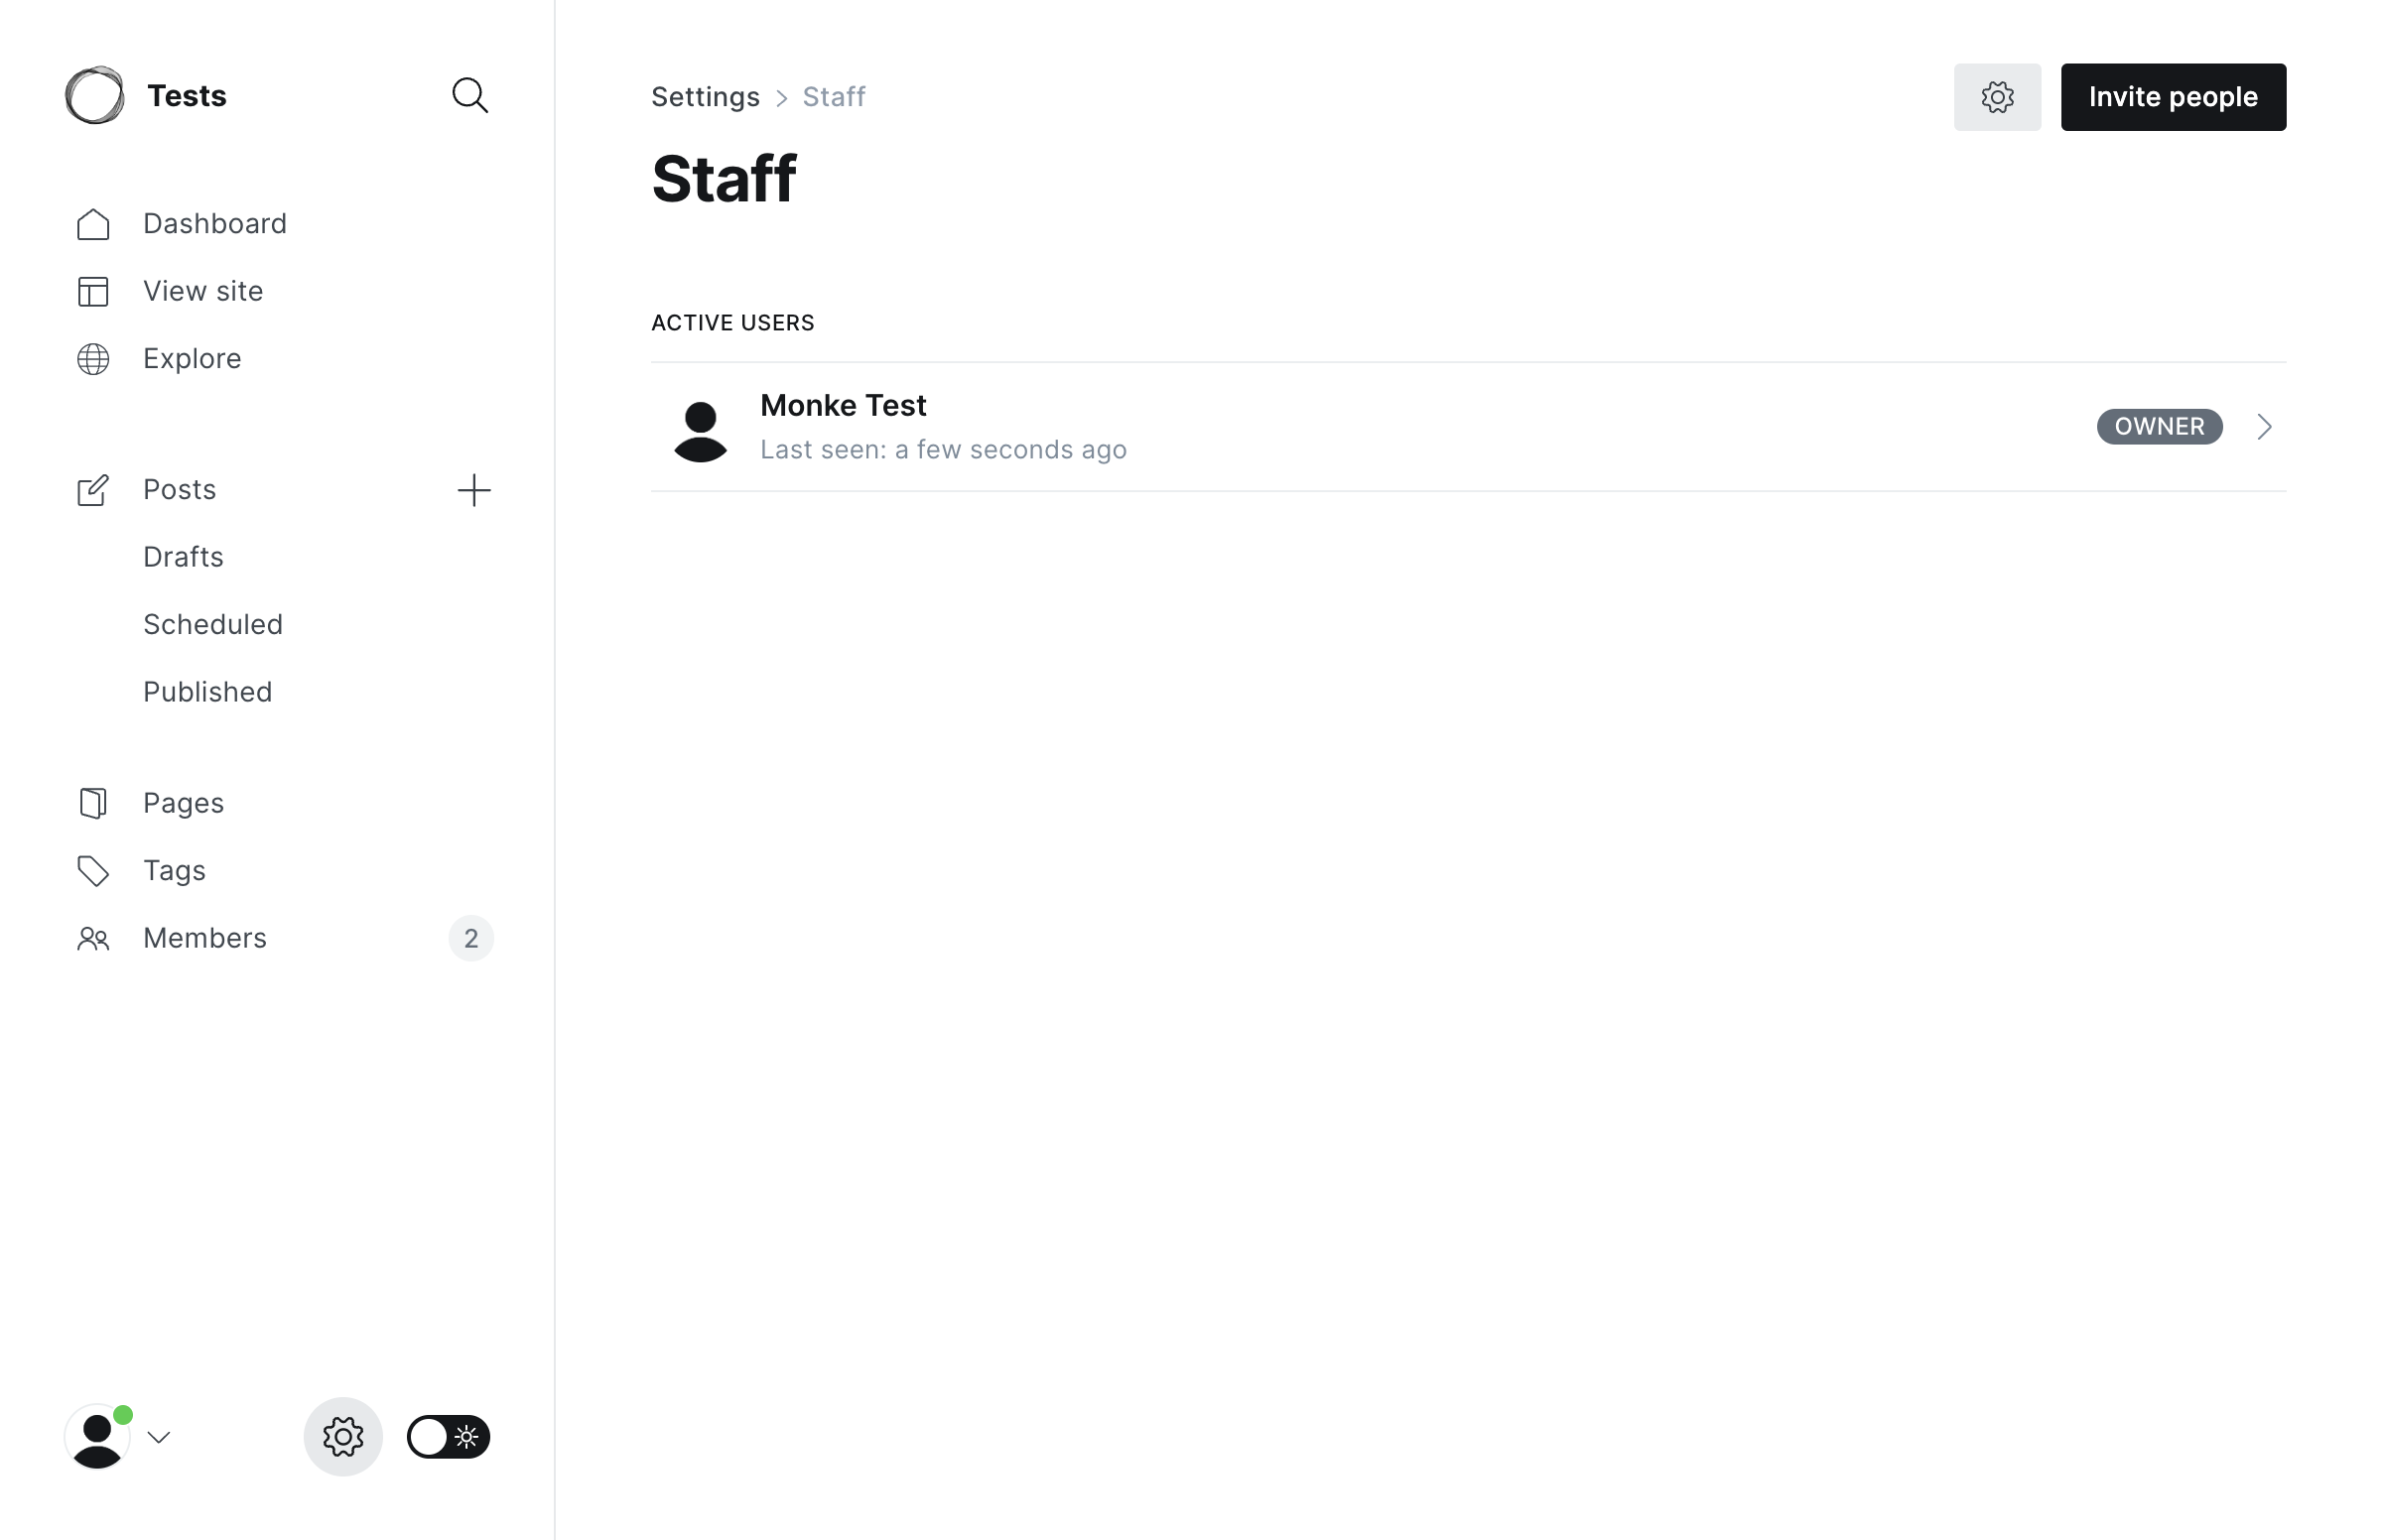 Tests
Dashboard
View site
Explore
Posts
Drafts
Scheduled
Published
Pages
Tags
Members
2
Settings > Staff
Invite people
Staff
ACTIVE USERS
Monke Test
Last seen: a few seconds ago
OWNER